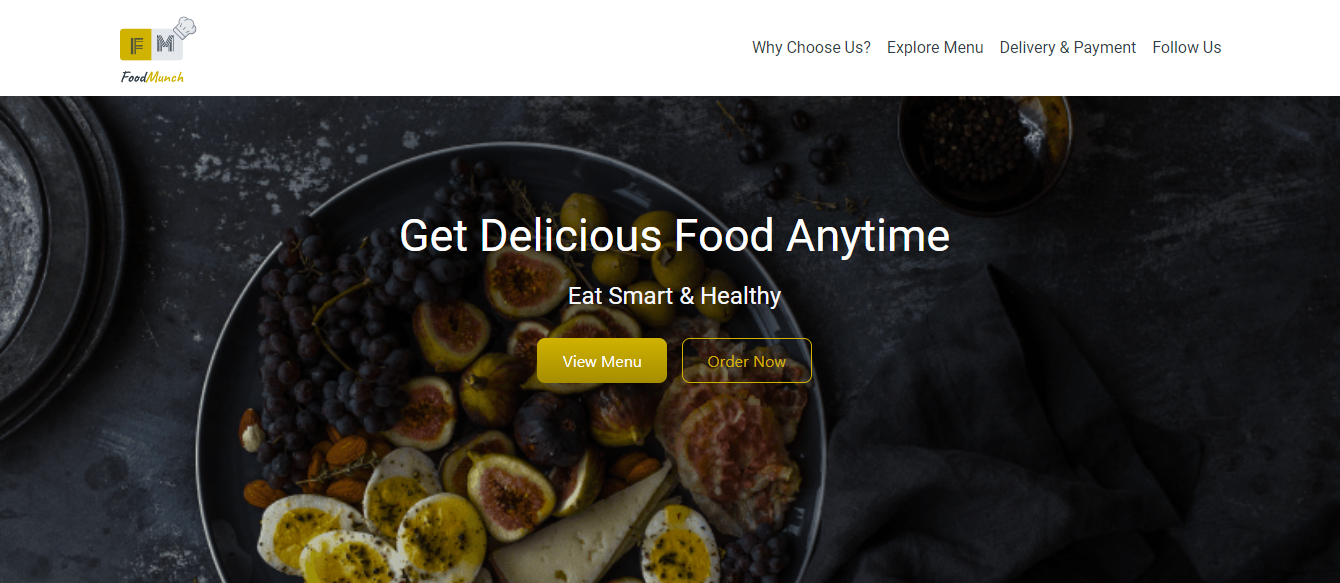 FM
FoodMunch
Why Choose Us? Explore Menu Delivery & Payment Follow Us
Get Delicious Food Anytime
Eat Smart & Healthy
View Menu Order Now